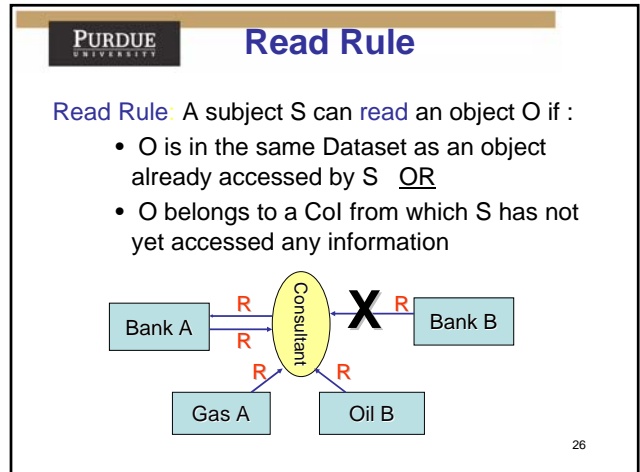 PURDUE
UNIVERSITY
Read Rule
Read Rule: A subject S can read an object O if :
• O is in the same Dataset as an object
already accessed by S OR
• O belongs to a CoI from which S has not
yet accessed any information
Consultant
R
X
R
Bank A
Bank B
R
R
R
Gas A
Oil B
26